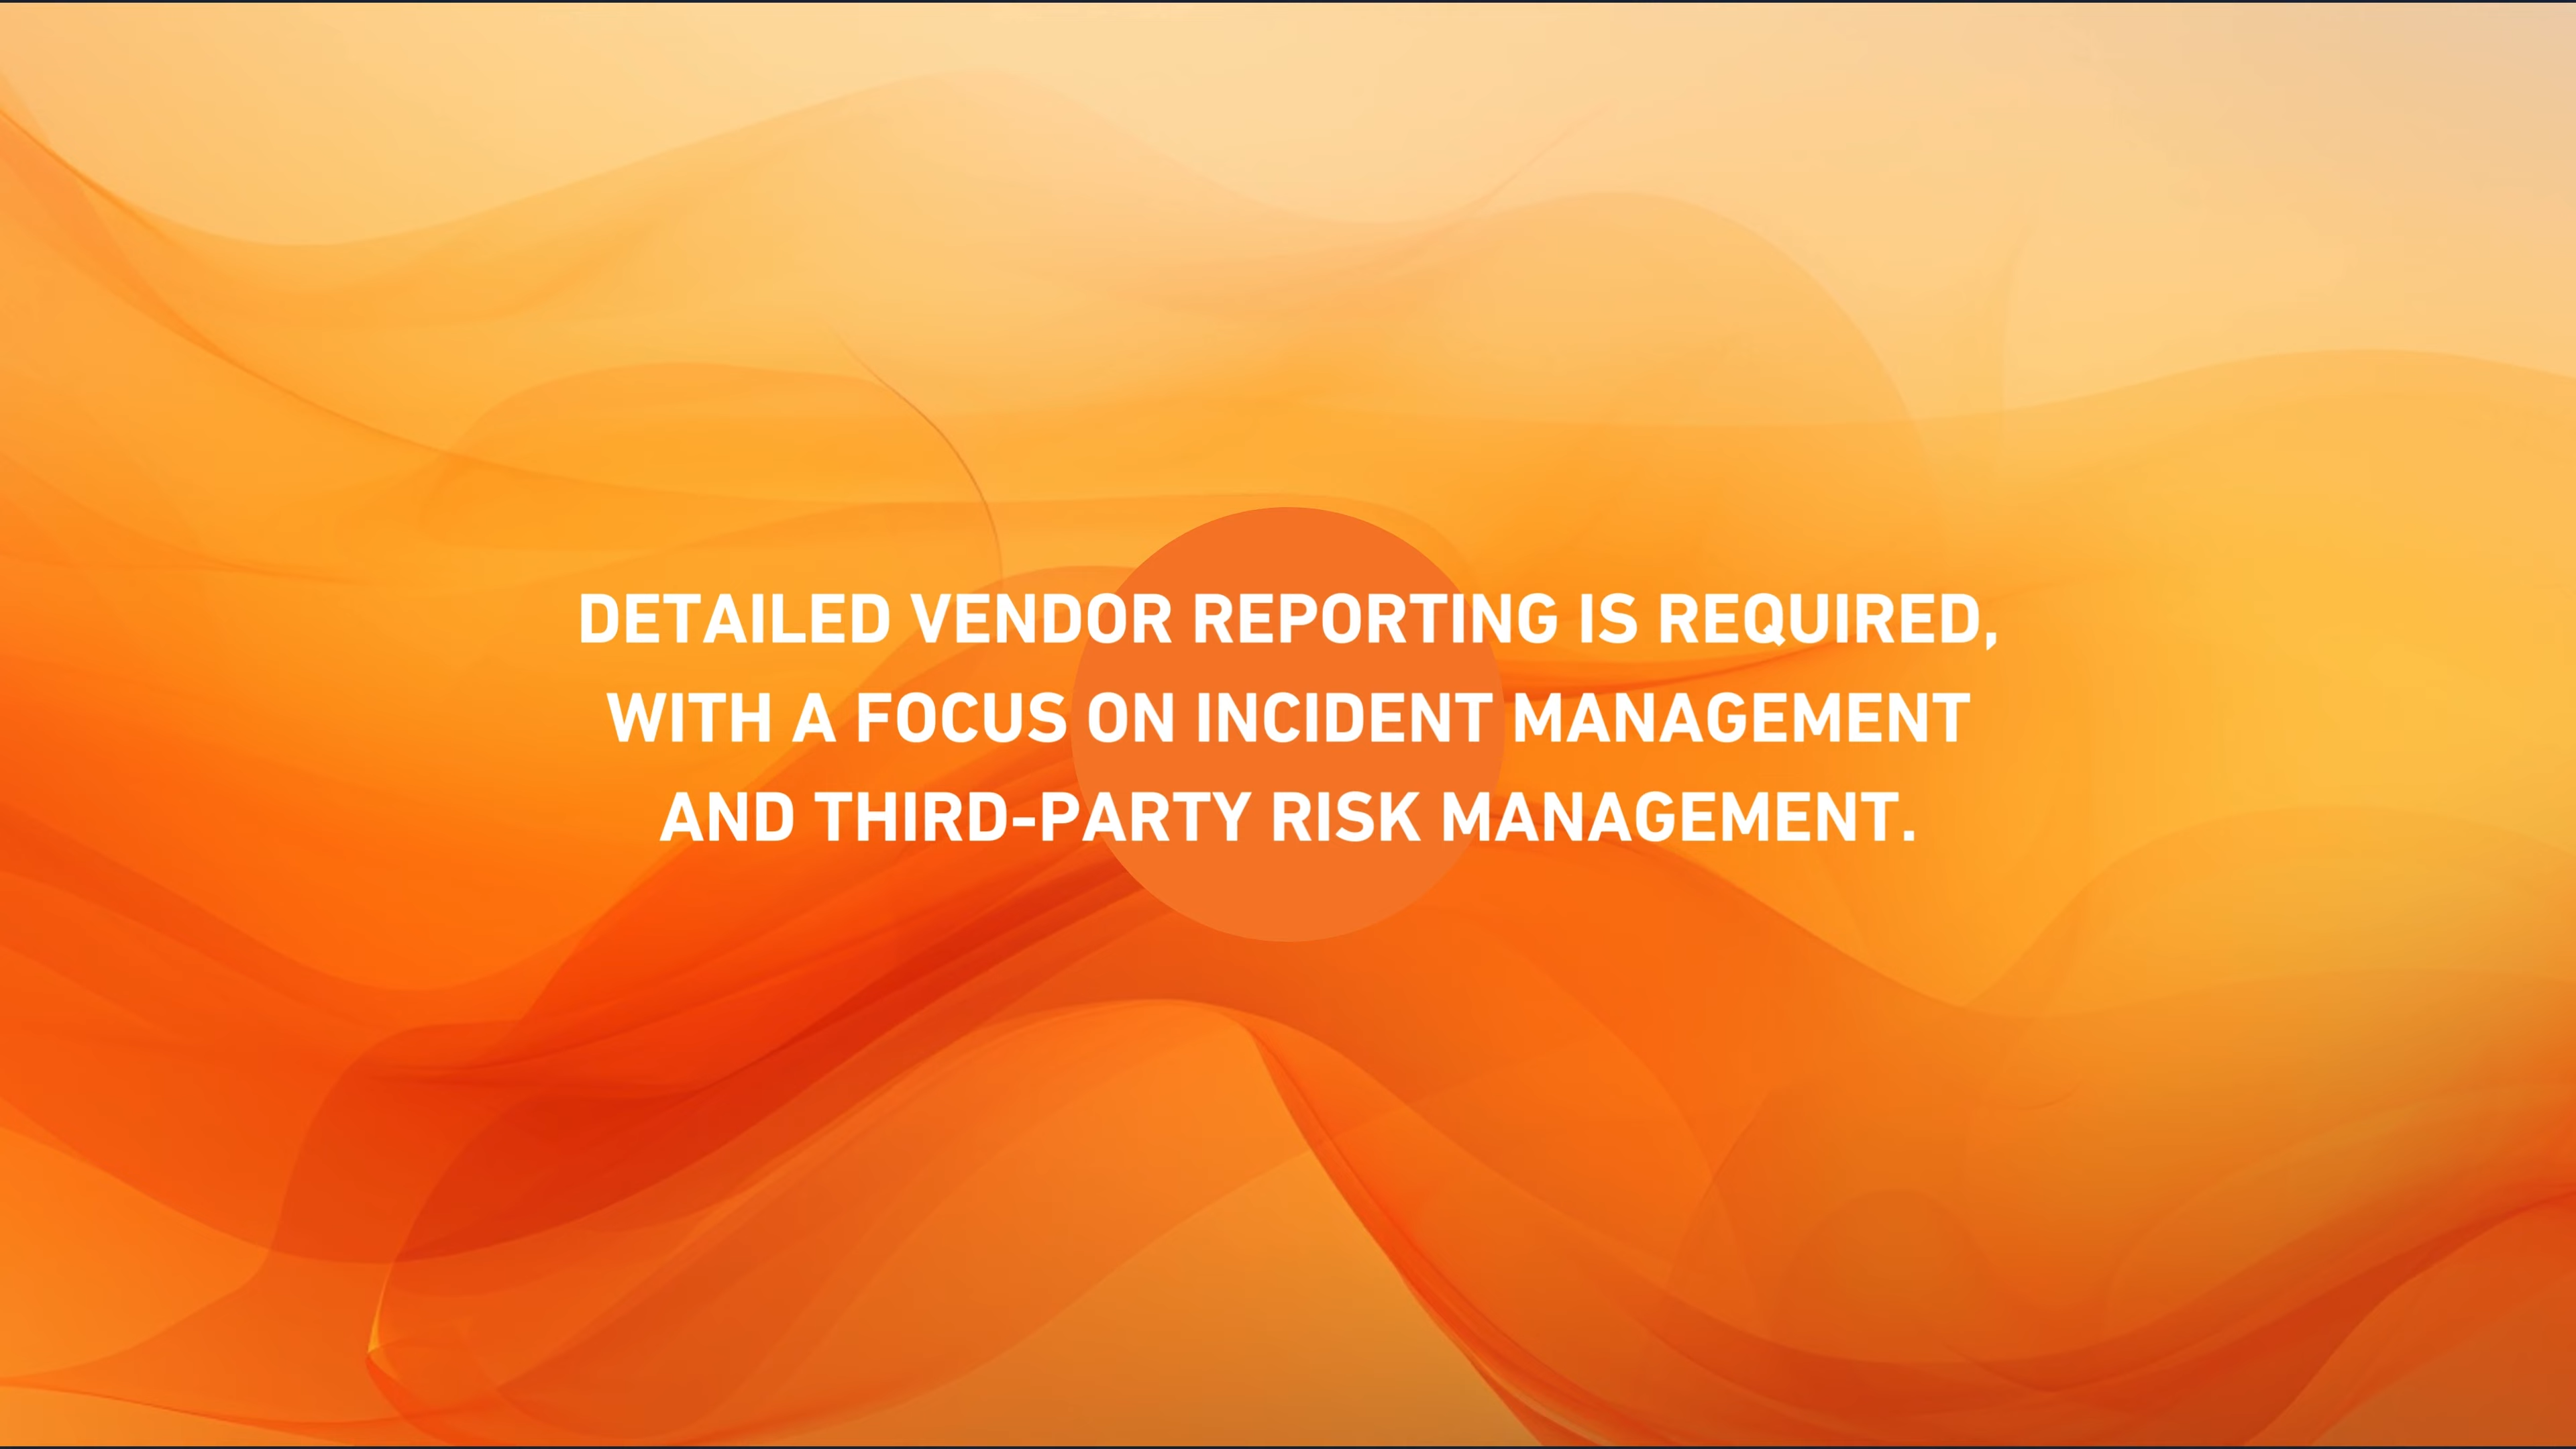 DETAILED VENDOR REPORTING IS REQUIRED,
WITH A FOCUS ON INCIDENT MANAGEMENT
AND THIRD-PARTY RISK MANAGEMENT.